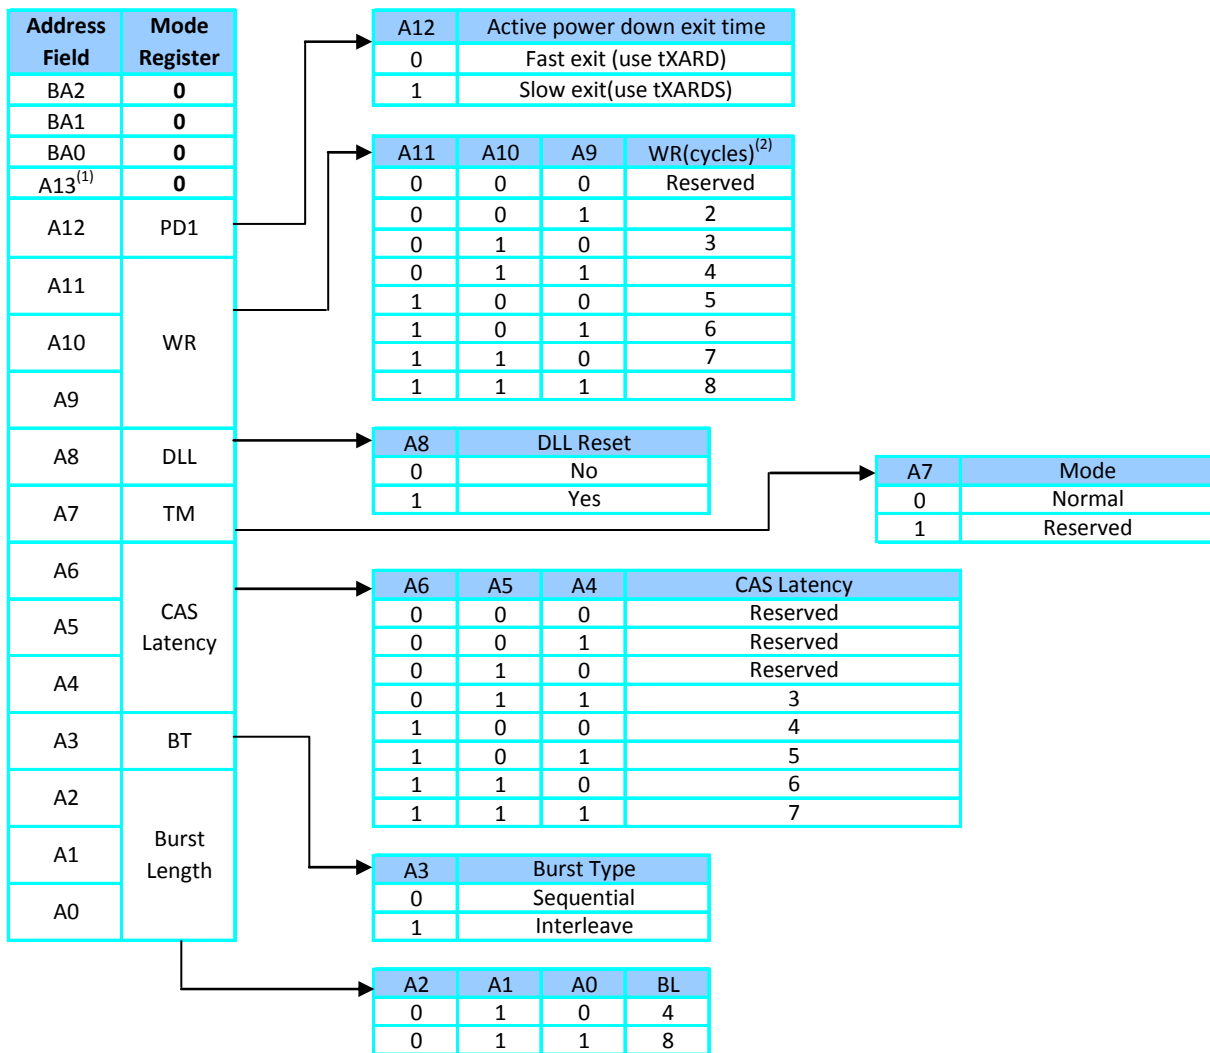 Address Field Mode Register
BA2 0
BA1 0
BA0 0
A13(1) 0
A12 PD1
A11
A10 WR
A9
A8 DLL
A7 TM
A6
A5 CAS Latency
A4
A3 BT
A2
A1 Burst Length
A0
A12 Active power down exit time
0 Fast exit (use tXARD)
1 Slow exit(use tXARDS)
A11 A10 A9 WR(cycles)(2)
0 0 0 Reserved
0 0 1 2
0 1 0 3
0 1 1 4
1 0 0 5
1 0 1 6
1 1 0 7
1 1 1 8
A8 DLL Reset
0 No
1 Yes
A7 Mode
0 Normal
1 Reserved
A6 A5 A4 CAS Latency
0 0 0 Reserved
0 0 1 Reserved
0 1 0 Reserved
0 1 1 3
1 0 0 4
1 0 1 5
1 1 0 6
1 1 1 7
A3 Burst Type
0 Sequential
1 Interleave
A2 A1 A0 BL
0 1 0 4
0 1 1 8